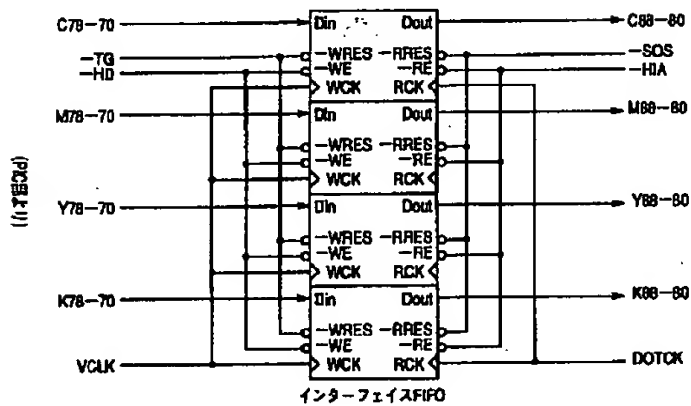 C78-70 Din Dout C88-80
-TG -WRES -RRES -SOS
-HD -WE -RE -HIA
WCK RCK
M78-70 Din Dout M88-80
-WRES -RRES
-WE -RE
WCK RCK
Y78-70 Din Dout Y88-80
-WRES -RRES
-WE -RE
WCK RCK
K78-70 Din Dout K88-80
-WRES -RRES
-WE -RE
VCLK WCK RCK DOTCK
インターフェイスFIFO